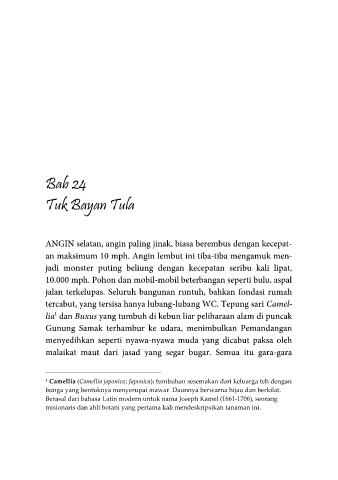 Bab 24
Tuk Bayan Tula
ANGIN selatan, angin paling jinak, biasa berembus dengan kecepat-
an maksimum 10 mph. Angin lembut ini tiba-tiba mengamuk men-
jadi monster puting beliung dengan kecepatan seribu kali lipat,
10.000 mph. Pohon dan mobil-mobil beterbangan seperti bulu, aspal
jalan terkelupas. Seluruh bangunan runtuh, bahkan fondasi rumah
tercabut, yang tersisa hanya lubang-lubang WC. Tepung sari Camel-
lia¹ dan Buxus yang tumbuh di kebun liar peliharaan alam di puncak
Gunung Samak terhambur ke udara, menimbulkan Pemandangan
menyedihkan seperti nyawa-nyawa muda yang dicabut paksa oleh
malaikat maut dari jasad yang segar bugar. Semua itu gara-gara
¹ Camellia (Camellia japonica; Japonica): tumbuhan sesemakan dari keluarga teh dengan
bunga yang bentuknya menyerupai mawar. Daunnya berwarna hijau dan berkilat.
Berasal dari bahasa Latin modern untuk nama Joseph Kamel (1661-1706), seorang
misionaris dan ahli botani yang pertama kali mendeskripsikan tanaman ini.